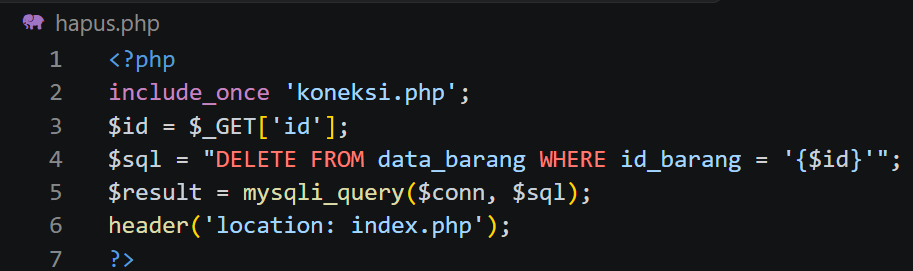 hapus.php
1 <?php
2 include_once 'koneksi.php';
3 $id = $_GET['id'];
4 $sql = "DELETE FROM data_barang WHERE id_barang = '{$id}'";
5 $result = mysqli_query($conn, $sql);
6 header('location: index.php');
7 ?>